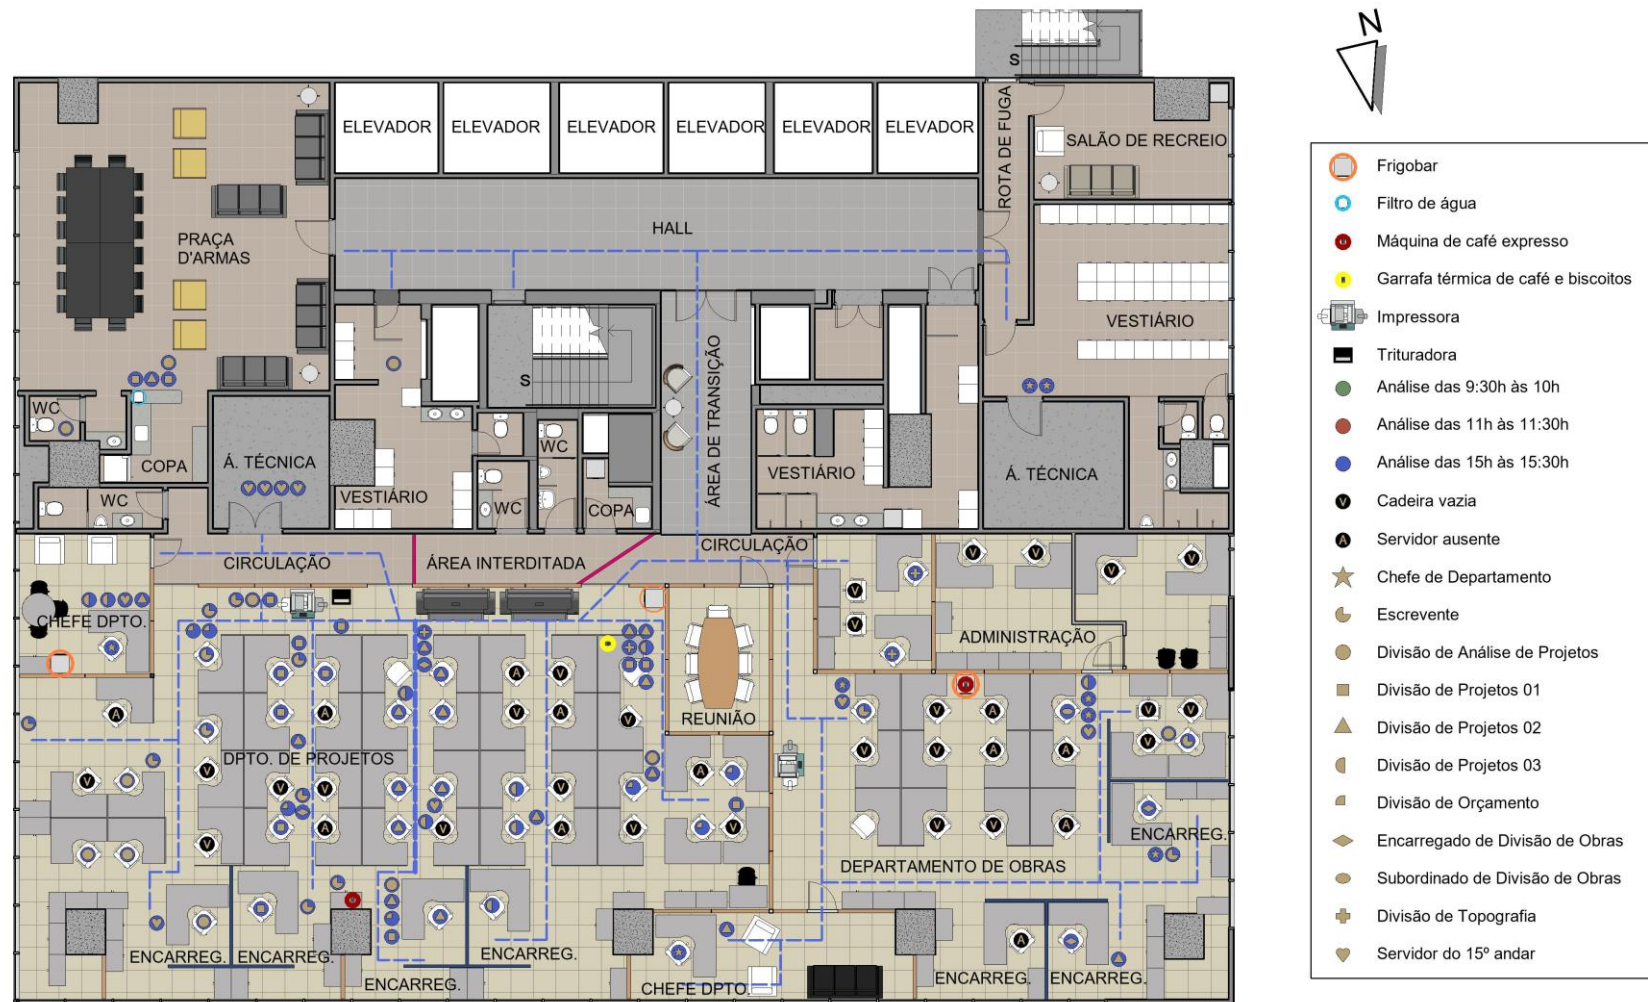 N
S
ELEVADOR
ELEVADOR
ELEVADOR
ELEVADOR
ELEVADOR
ELEVADOR
ROTA DE FUGA
SALÃO DE RECREIO
HALL
PRAÇA
D'ARMAS
VESTIÁRIO
ÁREA DE TRANSIÇÃO
S
WC
COPA
Á. TÉCNICA
VESTIÁRIO
WC
WC
COPA
VESTIÁRIO
Á. TÉCNICA
WC
CIRCULAÇÃO
ÁREA INTERDITADA
CIRCULAÇÃO
CHEFE DPTO.
ADMINISTRAÇÃO
REUNIÃO
DPTO. DE PROJETOS
ENCARREG.
DEPARTAMENTO DE OBRAS
ENCARREG.
ENCARREG.
ENCARREG.
ENCARREG.
CHEFE DPTO.
ENCARREG.
ENCARREG.
Frigobar
Filtro de água
Máquina de café expresso
Garrafa térmica de café e biscoitos
Impressora
Trituradora
Análise das 9:30h às 10h
Análise das 11h às 11:30h
Análise das 15h às 15:30h
V Cadeira vazia
A Servidor ausente
Chefe de Departamento
Escrevente
Divisão de Análise de Projetos
Divisão de Projetos 01
Divisão de Projetos 02
Divisão de Projetos 03
Divisão de Orçamento
Encarregado de Divisão de Obras
Subordinado de Divisão de Obras
Divisão de Topografia
Servidor do 15º andar